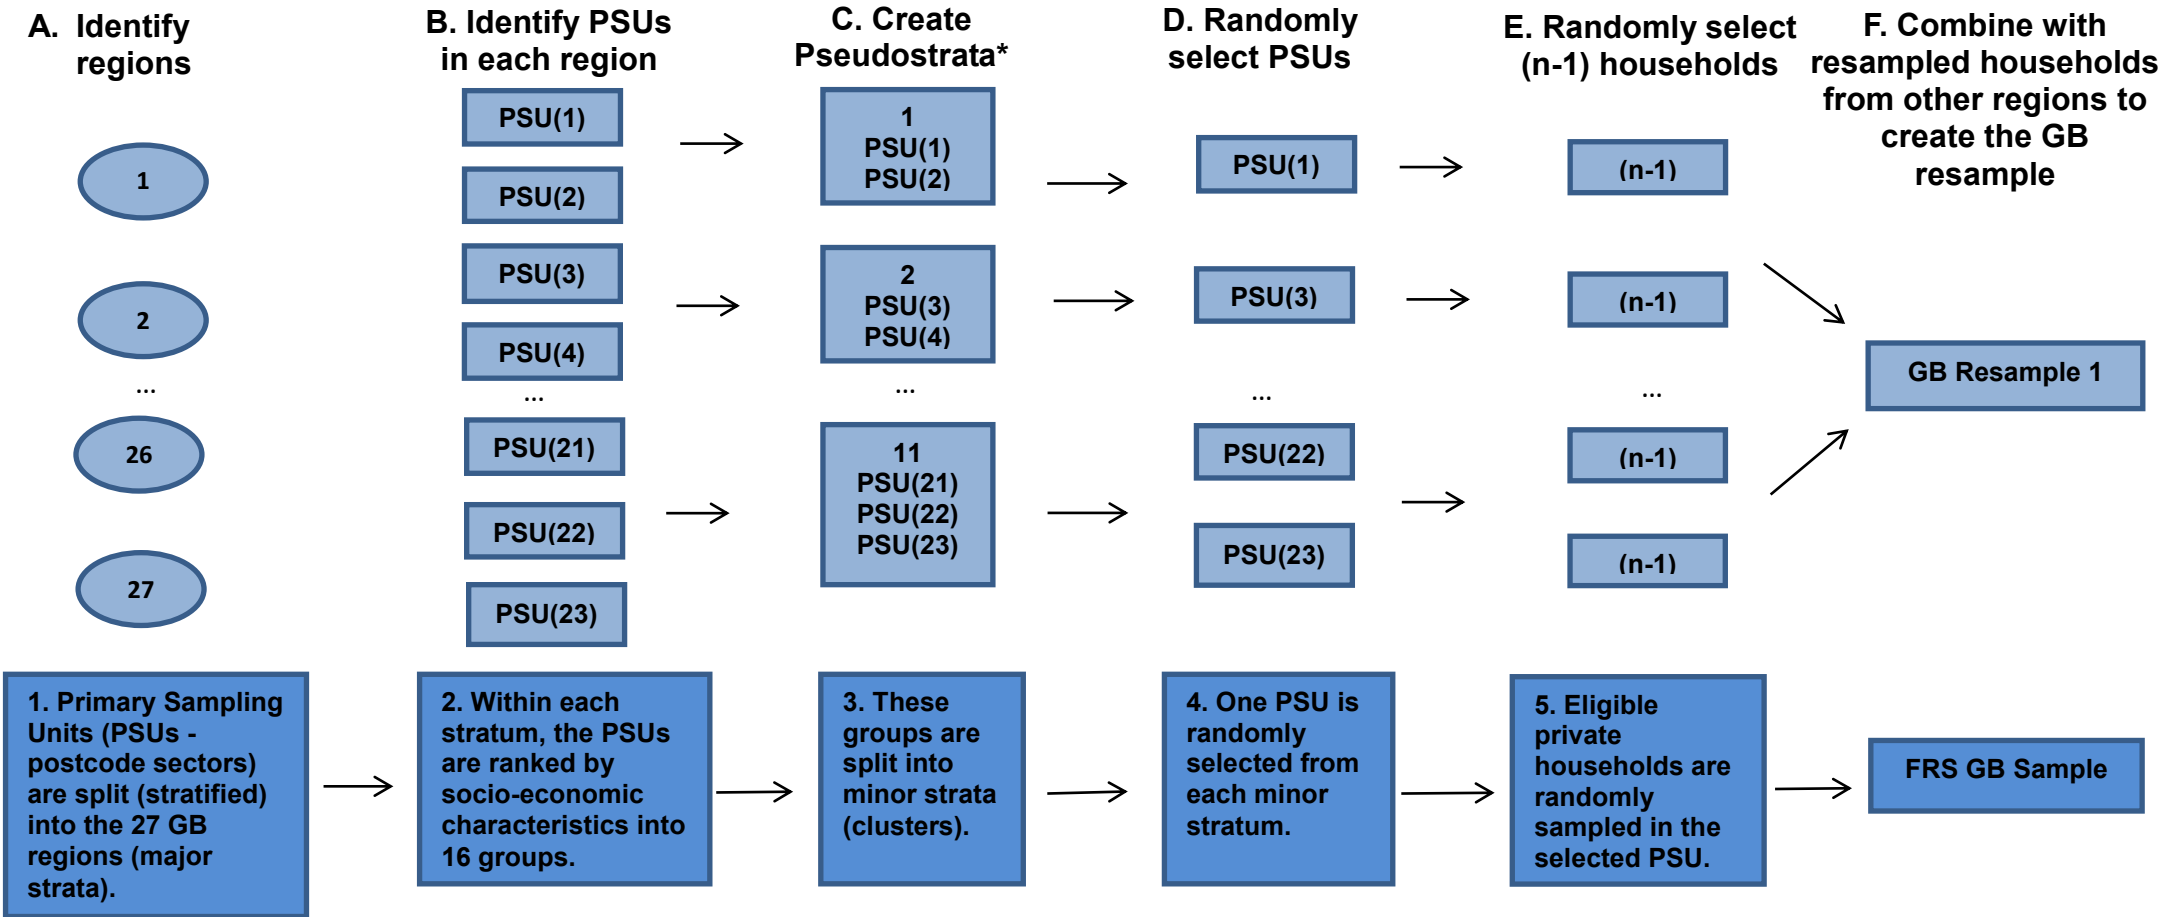 A. Identify
regions
B. Identify PSUs
in each region
C. Create
Pseudostrata*
D. Randomly
select PSUs
E. Randomly select
(n-1) households
F. Combine with
resampled households
from other regions to
create the GB
resample
1
2
...
26
27
PSU(1)
PSU(2)
PSU(3)
PSU(4)
...
PSU(21)
PSU(22)
PSU(23)
1
PSU(1)
PSU(2)
2
PSU(3)
PSU(4)
...
11
PSU(21)
PSU(22)
PSU(23)
PSU(1)
PSU(3)
...
PSU(22)
PSU(23)
(n-1)
(n-1)
...
(n-1)
(n-1)
GB Resample 1
1. Primary Sampling
Units (PSUs -
postcode sectors)
are split (stratified)
into the 27 GB
regions (major
strata).
2. Within each
stratum, the PSUs
are ranked by
socio-economic
characteristics into
16 groups.
3. These
groups are
split into
minor strata
(clusters).
4. One PSU is
randomly
selected from
each minor
stratum.
5. Eligible
private
households are
randomly
sampled in the
selected PSU.
FRS GB Sample